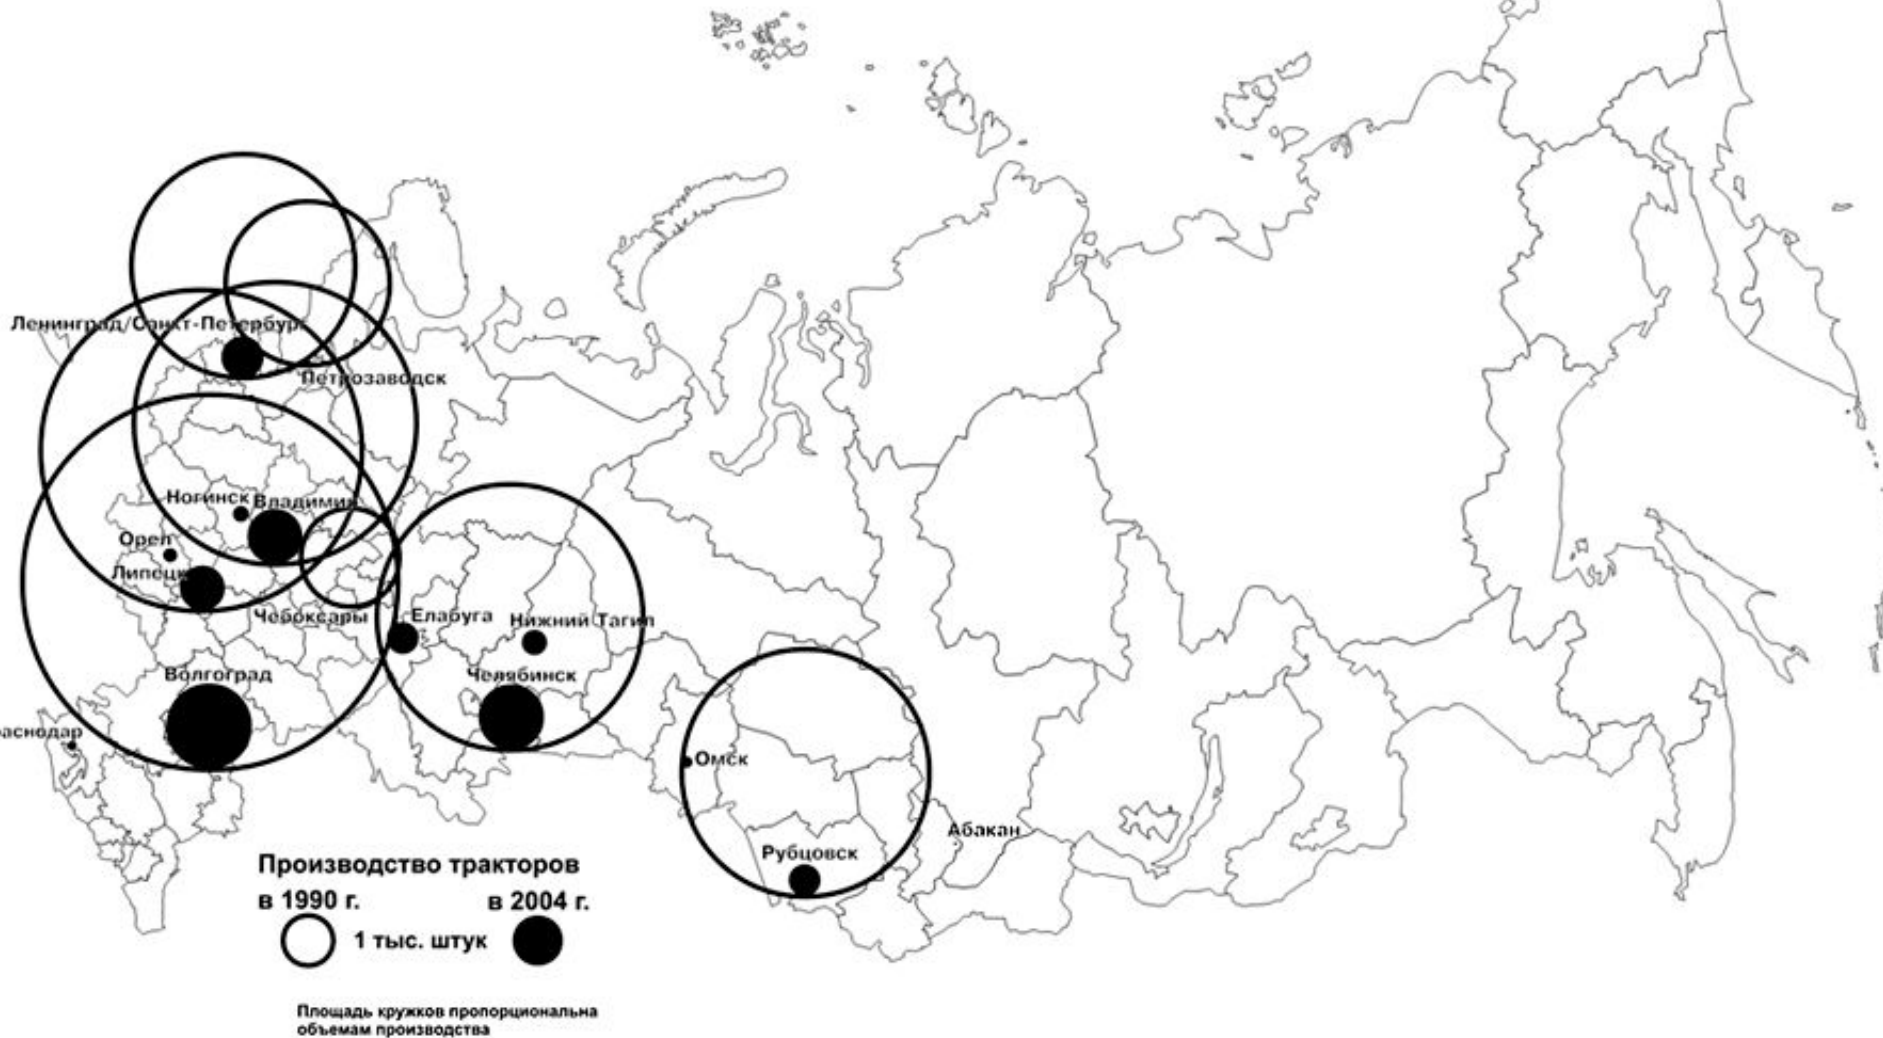 Ленинград/Санкт-Петербург
Петрозаводск
Ногинск
Владимир
Орел
Липецк
Чебоксары
Елабуга
Нижний Тагил
Волгоград
Челябинск
аснодар
Омск
Абакан
Рубцовск
Производство тракторов
в 1990 г. в 2004 г.
1 тыс. штук
Площадь кружков пропорциональна
объемам производства